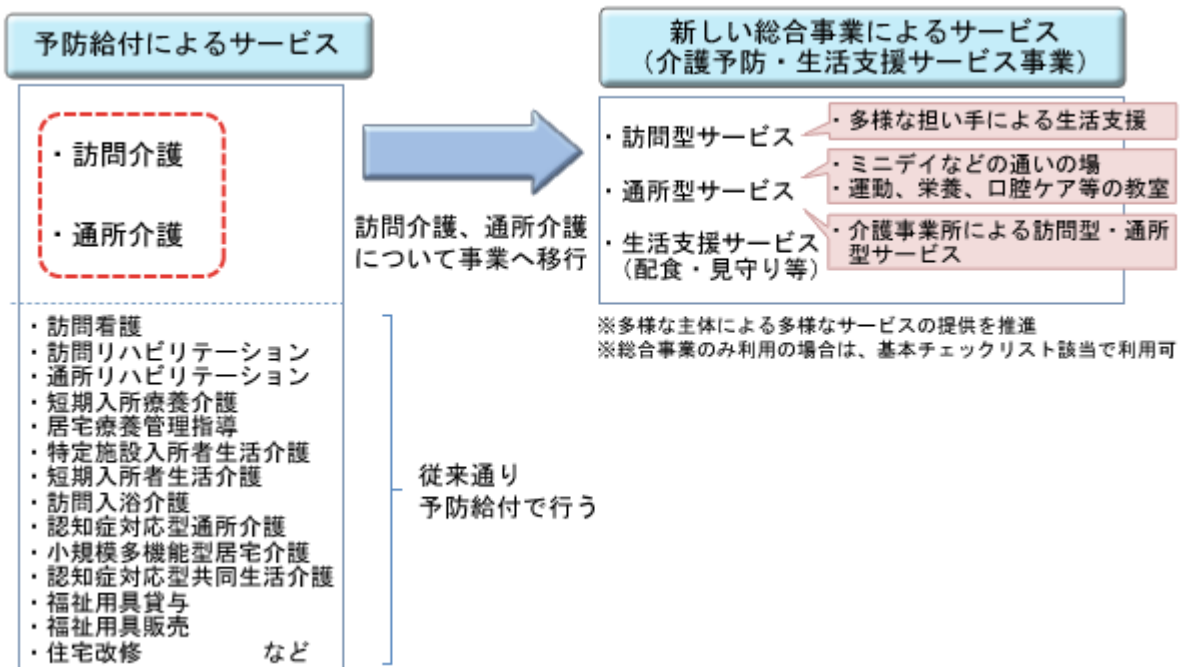 予防給付によるサービス
・訪問介護
・通所介護
・訪問看護
・訪問リハビリテーション
・通所リハビリテーション
・短期入所療養介護
・居宅療養管理指導
・特定施設入所者生活介護
・短期入所者生活介護
・訪問入浴介護
・認知症対応型通所介護
・小規模多機能型居宅介護
・認知症対応型共同生活介護
・福祉用具貸与
・福祉用具販売
・住宅改修 など
訪問介護、通所介護
について事業へ移行
従来通り
予防給付で行う
新しい総合事業によるサービス
（介護予防・生活支援サービス事業）
・訪問型サービス
・通所型サービス
・生活支援サービス
（配食・見守り等）
・多様な担い手による生活支援
・ミニデイなどの通いの場
・運動、栄養、口腔ケア等の教室
・介護事業所による訪問型・通所
型サービス
※多様な主体による多様なサービスの提供を推進
※総合事業のみ利用の場合は、基本チェックリスト該当で利用可